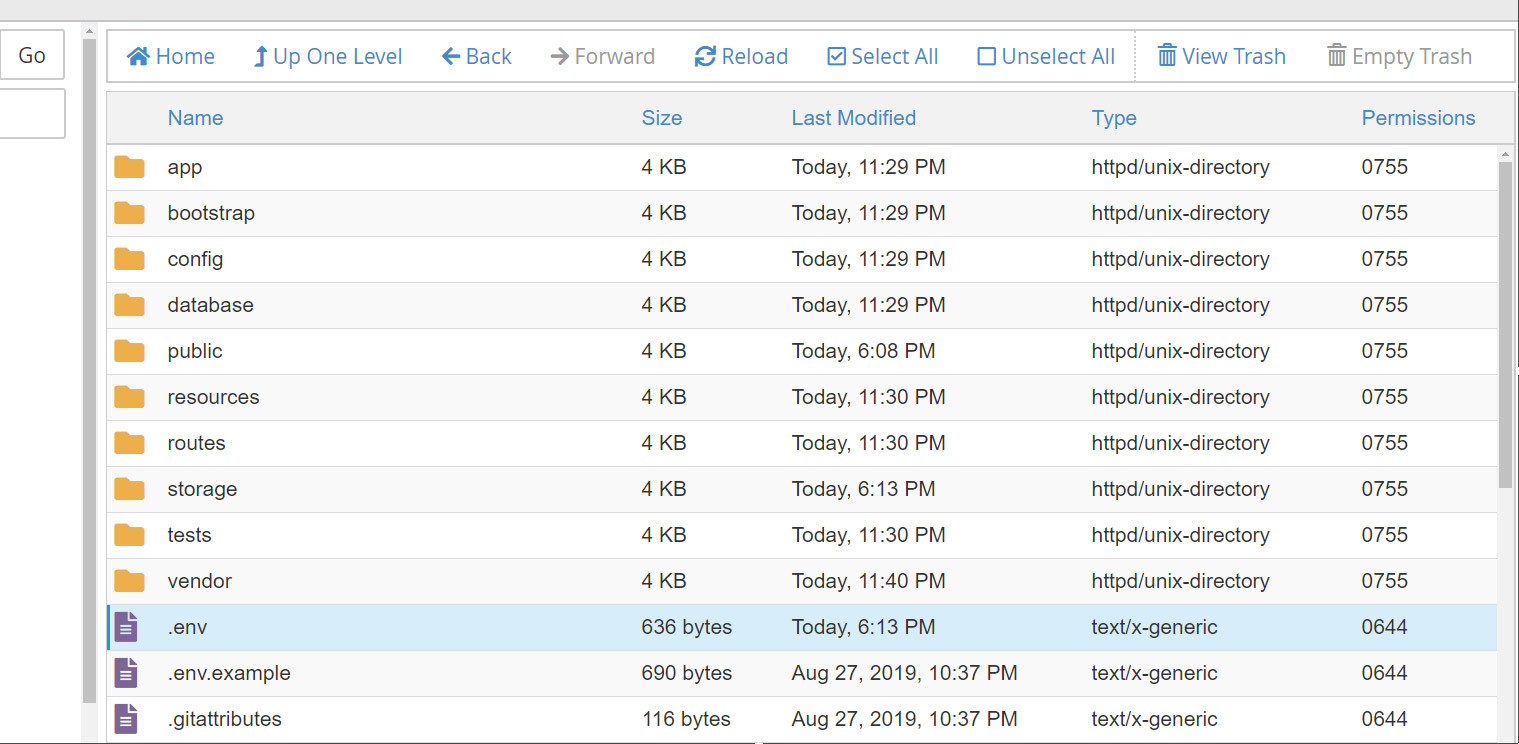 Go
Home Up One Level Back Forward Reload Select All Unselect All View Trash Empty Trash
Name Size Last Modified Type Permissions
app 4 KB Today, 11:29 PM httpd/unix-directory 0755
bootstrap 4 KB Today, 11:29 PM httpd/unix-directory 0755
config 4 KB Today, 11:29 PM httpd/unix-directory 0755
database 4 KB Today, 11:29 PM httpd/unix-directory 0755
public 4 KB Today, 6:08 PM httpd/unix-directory 0755
resources 4 KB Today, 11:30 PM httpd/unix-directory 0755
routes 4 KB Today, 11:30 PM httpd/unix-directory 0755
storage 4 KB Today, 6:13 PM httpd/unix-directory 0755
tests 4 KB Today, 11:30 PM httpd/unix-directory 0755
vendor 4 KB Today, 11:40 PM httpd/unix-directory 0755
.env 636 bytes Today, 6:13 PM text/x-generic 0644
.env.example 690 bytes Aug 27, 2019, 10:37 PM text/x-generic 0644
.gitattributes 116 bytes Aug 27, 2019, 10:37 PM text/x-generic 0644